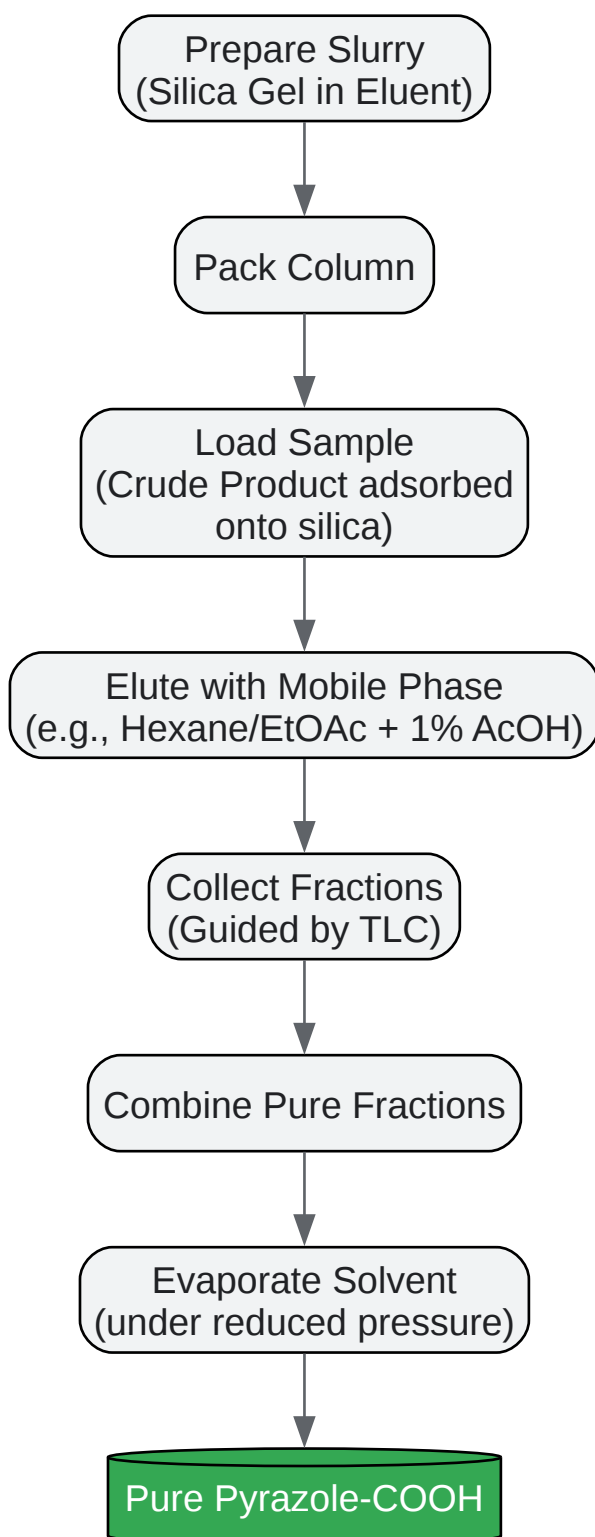 Prepare Slurry
(Silica Gel in Eluent)
Pack Column
Load Sample
(Crude Product adsorbed
onto silica)
Elute with Mobile Phase
(e.g., Hexane/EtOAc + 1% AcOH)
Collect Fractions
(Guided by TLC)
Combine Pure Fractions
Evaporate Solvent
(under reduced pressure)
Pure Pyrazole-COOH